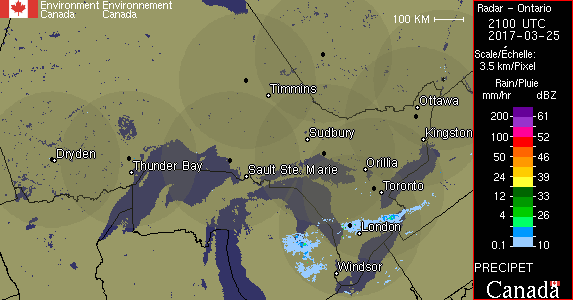 Environment Environnement
Canada Canada
100 KM
Timmins
Ottawa
Sudbury
Kingston
Dryden
Thunder Bay
Sault Ste. Marie
Orillia
Toronto
London
Windsor
Radar - Ontario
2100 UTC
2017-03-25
Scale/Échelle:
3.5 km/Pixel
Rain/Pluie
mm/hr dBZ
200 61
100 52
50 46
24 39
12 33
4 26
0.1 10
PRECIPET
Canada